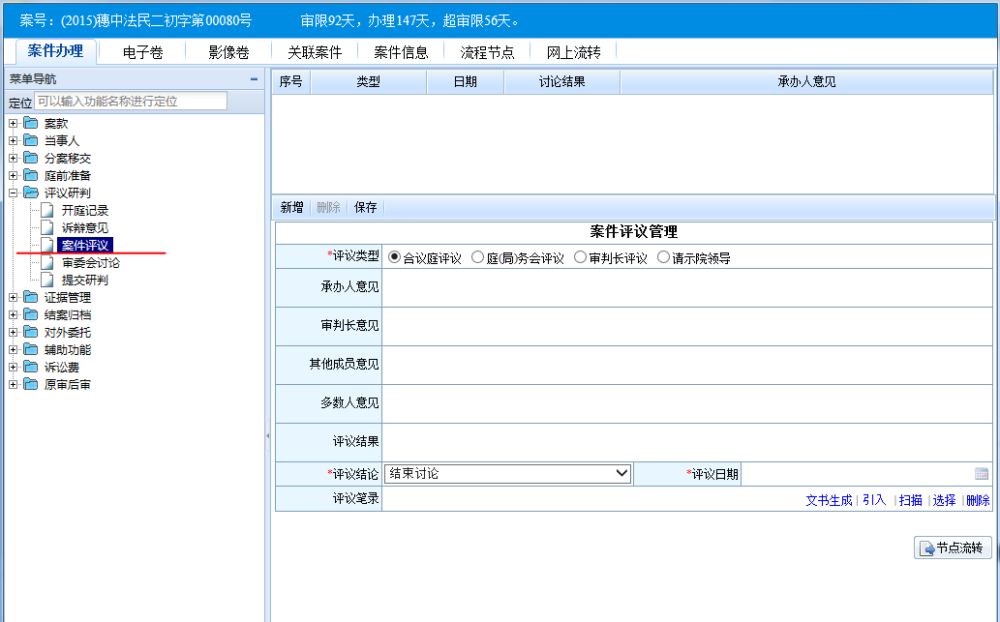 案号：(2015)穗中法民二初字第00080号 审限92天，办理147天，超审限56天。
案件办理 电子卷 影像卷 关联案件 案件信息 流程节点 网上流转
菜单导航
定位 可以输入功能名称进行定位
案款
当事人
分案移交
庭前准备
评议研判
开庭记录
诉辩意见
案件评议
审委会讨论
提交研判
证据管理
结案归档
对外委托
辅助功能
诉讼费
原审后审
序号 类型 日期 讨论结果 承办人意见
新增 删除 保存
案件评议管理
*评议类型 合议庭评议 庭(局)务会评议 审判长评议 请示院领导
承办人意见
审判长意见
其他成员意见
多数人意见
评议结果
*评议结论 结束讨论 *评议日期
评议笔录 文书生成 | 引入 | 扫描 | 选择 | 删除
节点流转